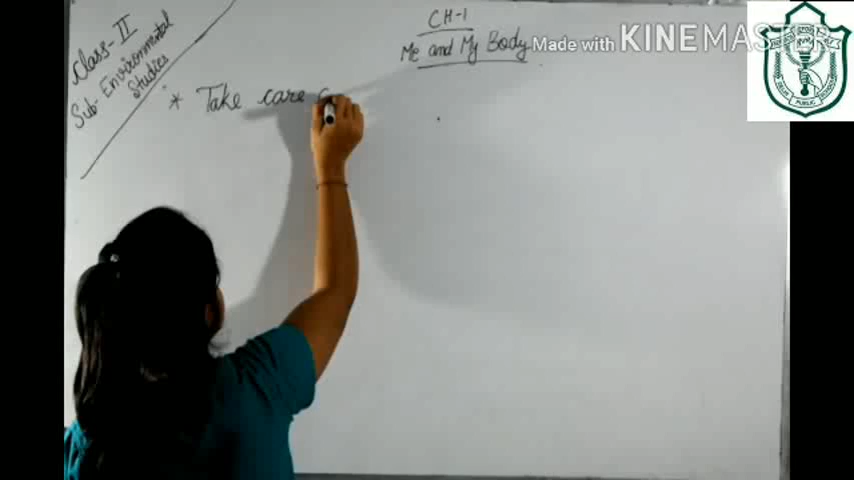 Class-II
Sub- Environmental
Studies
CH-1
Me and My Body
* Take care
Made with KINEMASTER